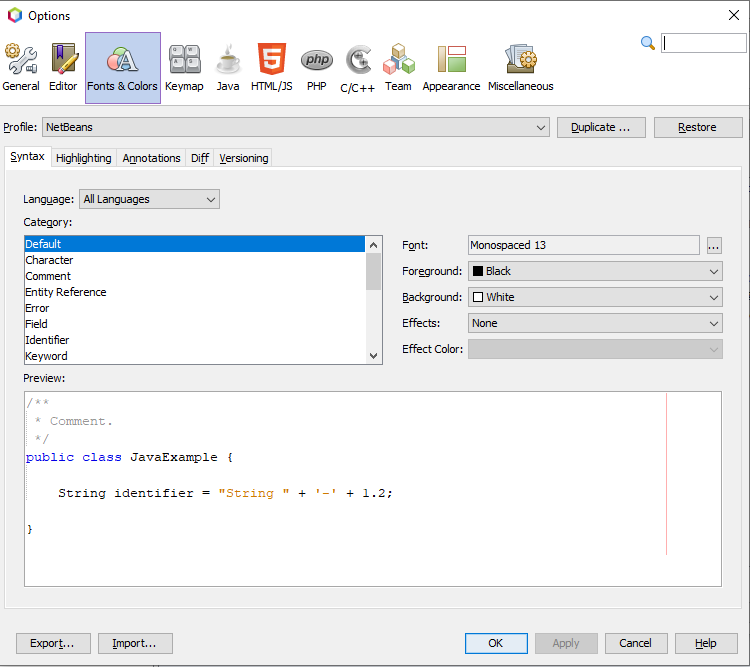 Options
General Editor Fonts & Colors Keymap Java HTML/JS PHP C/C++ Team Appearance Miscellaneous
Profile: NetBeans Duplicate ... Restore
Syntax Highlighting Annotations Diff Versioning
Language: All Languages
Category:
Default
Character
Comment
Entity Reference
Error
Field
Identifier
Keyword
Font: Monospaced 13 ...
Foreground: Black
Background: White
Effects: None
Effect Color:
Preview:
/**
* Comment.
*/
public class JavaExample {
String identifier = "String " + '-' + 1.2;
}
Export... Import... OK Apply Cancel Help